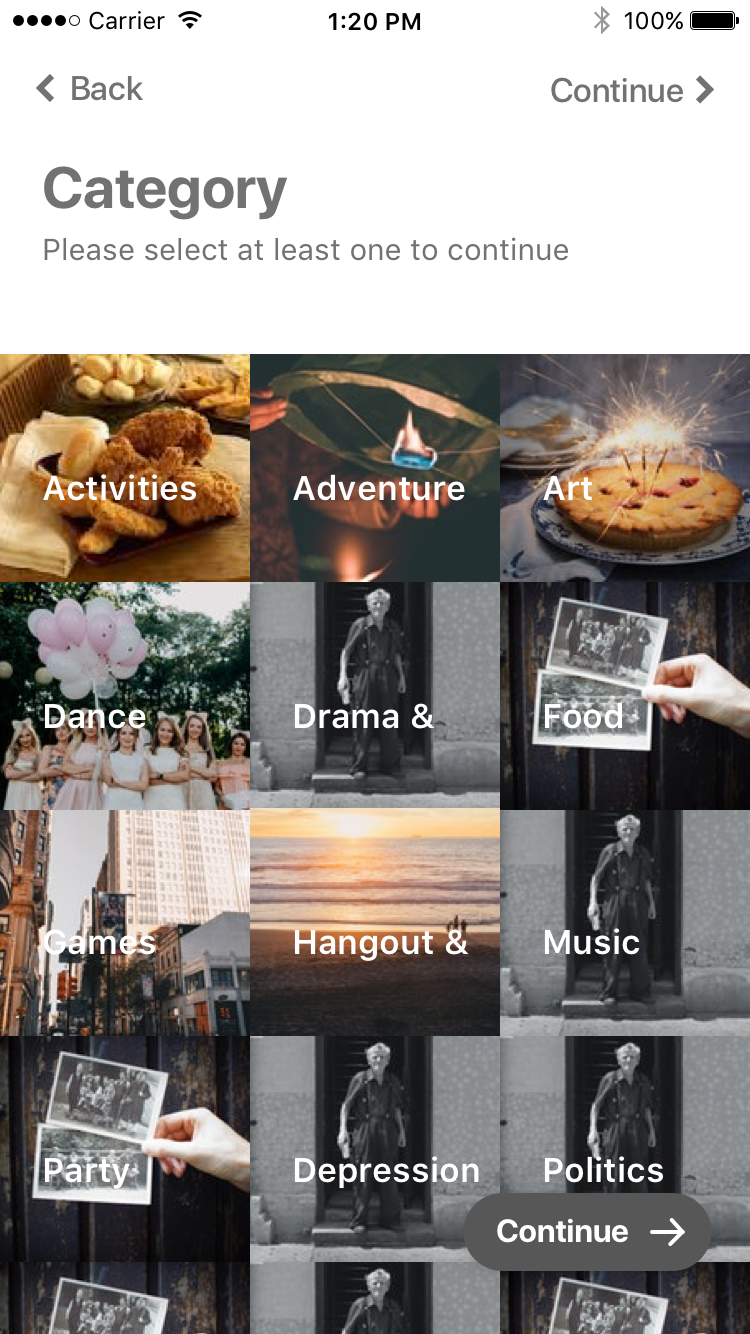 Carrier 1:20 PM 100%
Back Continue
Category
Please select at least one to continue
Activities Adventure Art
Dance Drama & Food
Games Hangout & Music
Party Depression Politics
Continue